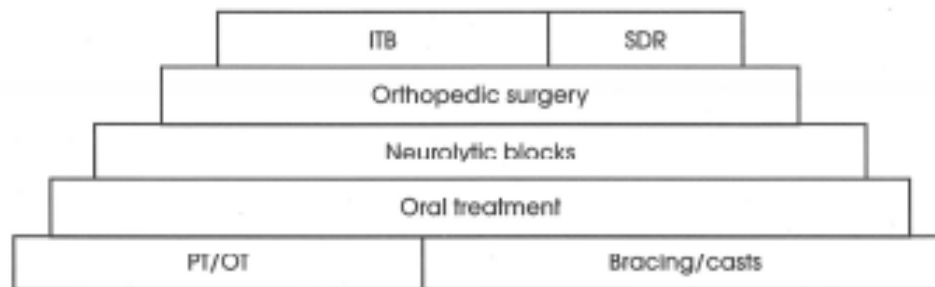 ITB SDR
Orthopedic surgery
Neurolytic blocks
Oral treatment
PT/OT Bracing/casts